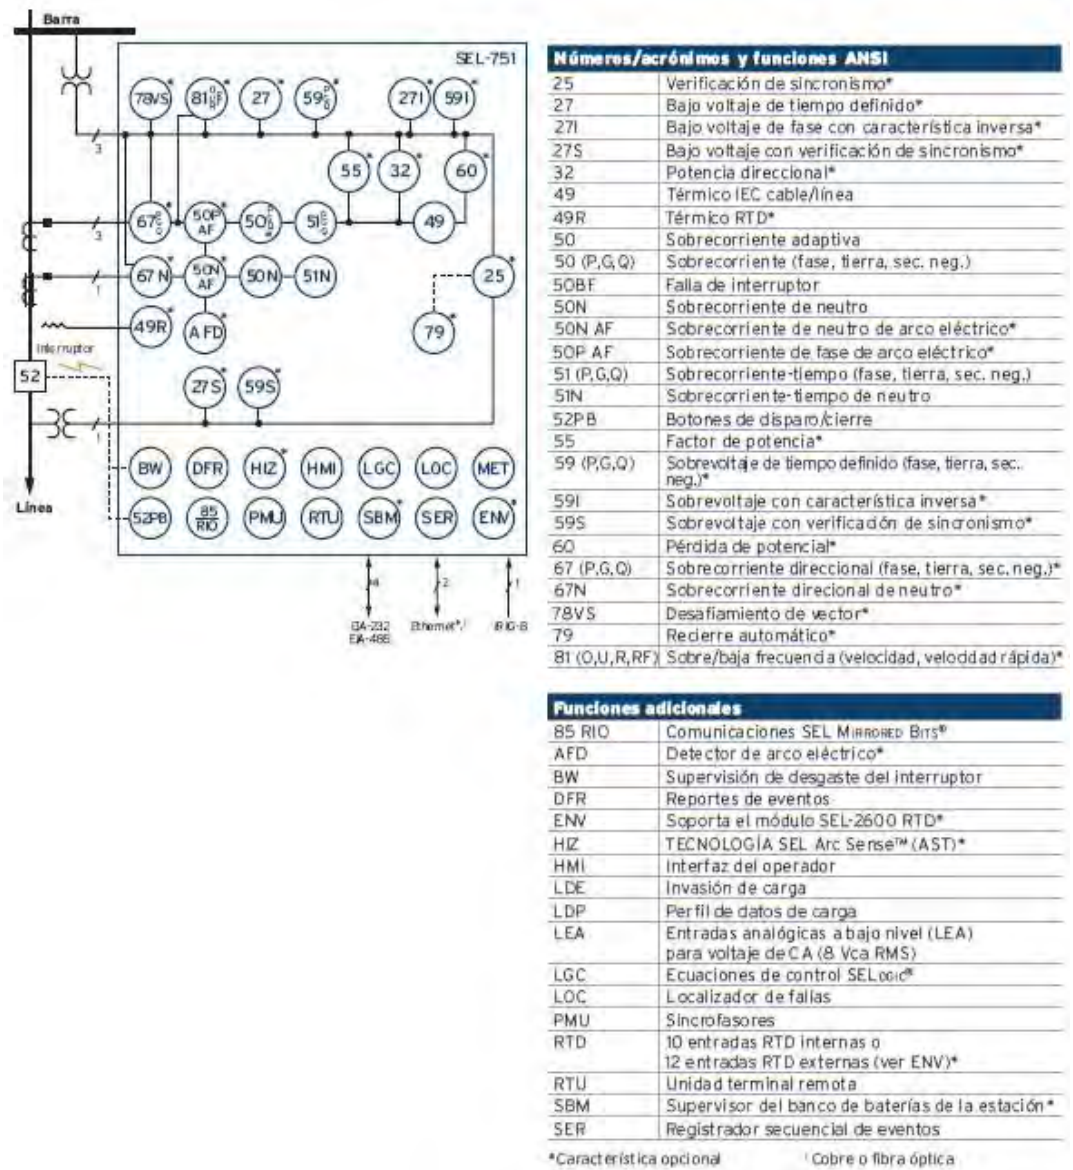 Barra
SEL-751
78VS*
81 O U R RF*
27*
59 P G Q*
27I*
59I*
3
55*
32*
60*
67 P G Q*
50P AF*
50 P G Q
51 P G Q
49
3
67N*
50N AF*
50N
51N
25*
1
49R*
AFD*
79*
Interruptor
52
27S*
59S*
1
BW
DFR
HIZ*
HMI
LGC
LOC
MET
Línea
52PB
85 RIO
PMU
RTU
SBM*
SER
ENV*
4
2
1
EIA-232
EIA-485
Ethernet*,†
IRIG-B
Números/acrónimos y funciones ANSI
25 Verificación de sincronismo*
27 Bajo voltaje de tiempo definido*
27I Bajo voltaje de fase con característica inversa*
27S Bajo voltaje con verificación de sincronismo*
32 Potencia direccional*
49 Térmico IEC cable/línea
49R Térmico RTD*
50 Sobrecorriente adaptiva
50 (P,G,Q) Sobrecorriente (fase, tierra, sec. neg.)
50BF Falla de interruptor
50N Sobrecorriente de neutro
50N AF Sobrecorriente de neutro de arco eléctrico*
50P AF Sobrecorriente de fase de arco eléctrico*
51 (P,G,Q) Sobrecorriente-tiempo (fase, tierra, sec. neg.)
51N Sobrecorriente-tiempo de neutro
52PB Botones de disparo/cierre
55 Factor de potencia*
59 (P,G,Q) Sobrevoltaje de tiempo definido (fase, tierra, sec.
neg.)*
59I Sobrevoltaje con característica inversa*
59S Sobrevoltaje con verificación de sincronismo*
60 Pérdida de potencial*
67 (P,G,Q) Sobrecorriente direccional (fase, tierra, sec. neg.)*
67N Sobrecorriente direcional de neutro*
78VS Desafiamiento de vector*
79 Recierre automático*
81 (O,U,R,RF) Sobre/baja frecuencia (velocidad, velocidad rápida)*
Funciones adicionales
85 RIO Comunicaciones SEL MIRRORED BITS®
AFD Detector de arco eléctrico*
BW Supervisión de desgaste del interruptor
DFR Reportes de eventos
ENV Soporta el módulo SEL-2600 RTD*
HIZ TECNOLOGÍA SEL Arc Sense™ (AST)*
HMI Interfaz del operador
LDE Invasión de carga
LDP Perfil de datos de carga
LEA Entradas analógicas a bajo nivel (LEA)
para voltaje de CA (8 Vca RMS)
LGC Ecuaciones de control SELOGIC®
LOC Localizador de fallas
PMU Sincrofasores
RTD 10 entradas RTD internas o
12 entradas RTD externas (ver ENV)*
RTU Unidad terminal remota
SBM Supervisor del banco de baterías de la estación*
SER Registrador secuencial de eventos
*Característica opcional
†Cobre o fibra óptica